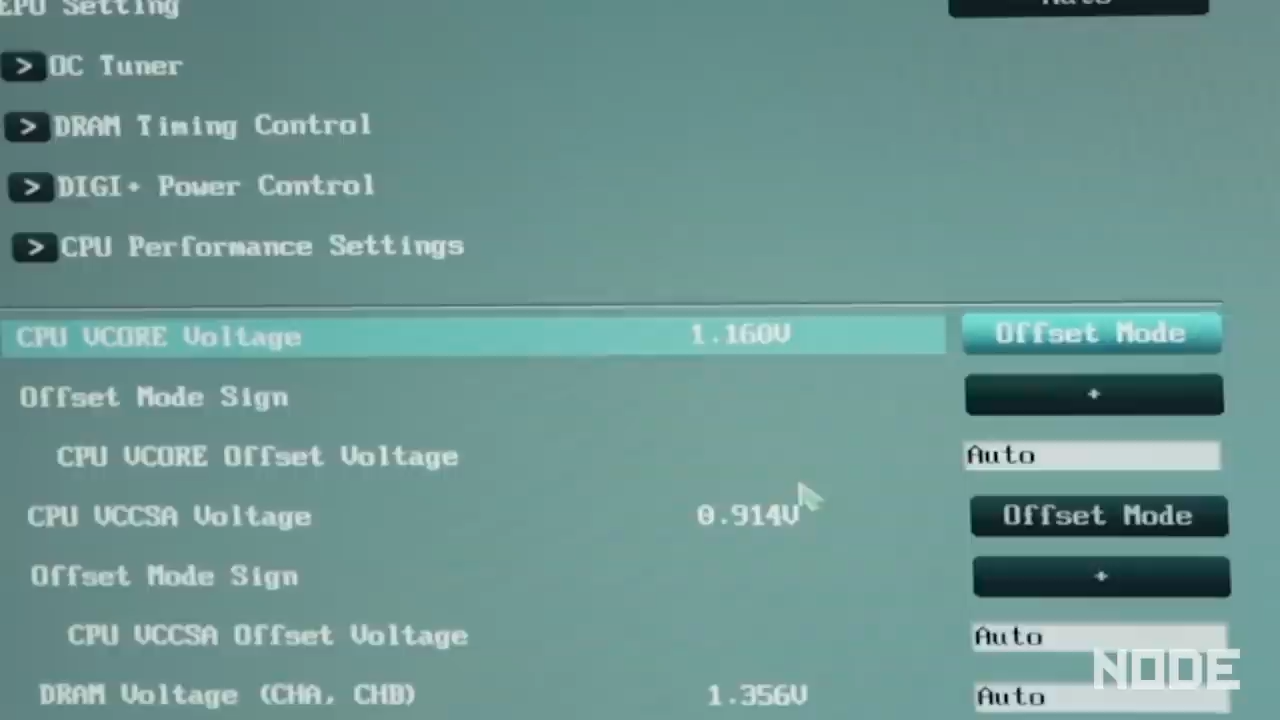 EPU Setting Auto
> OC Tuner
> DRAM Timing Control
> DIGI+ Power Control
> CPU Performance Settings
CPU VCORE Voltage 1.160V Offset Mode
Offset Mode Sign +
CPU VCORE Offset Voltage Auto
CPU VCCSA Voltage 0.914V Offset Mode
Offset Mode Sign +
CPU VCCSA Offset Voltage Auto
DRAM Voltage (CHA, CHB) 1.356V Auto
NODE